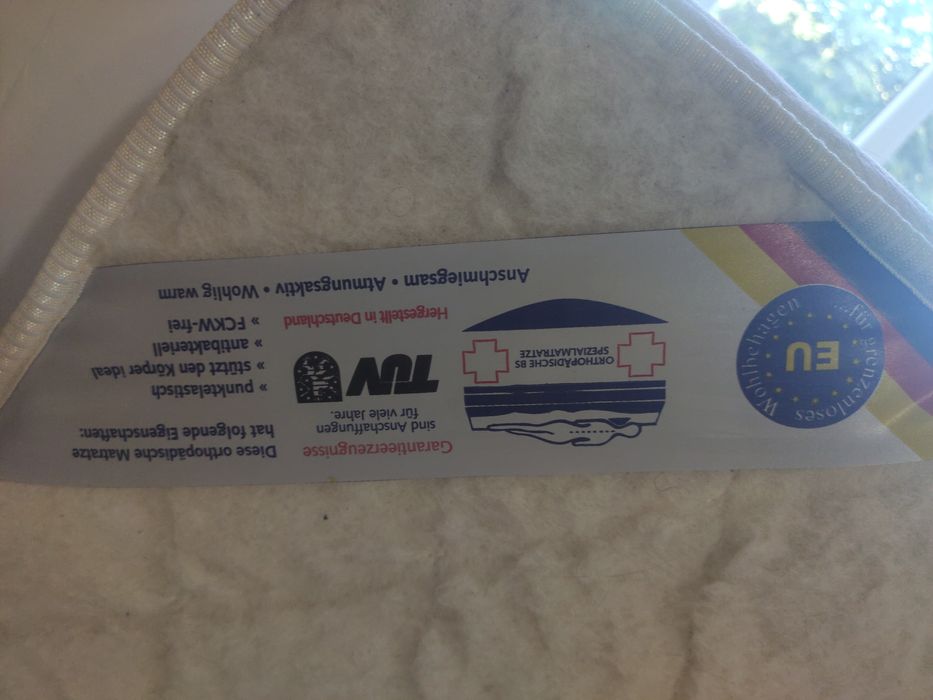 ...für grenzenloses Wohlbehagen
EU
ORTHOPÄDISCHE BS
SPEZIALMATRATZE
Garantieerzeugnisse
sind Anschaffungen
für viele Jahre.
TÜV
Hergestellt in Deutschland
Diese orthopädische Matratze
hat folgende Eigenschaften:
» punktelastisch
» stützt den Körper ideal
» antibakteriell
» FCKW-frei
Anschmiegsam • Atmungsaktiv • Wohlig warm